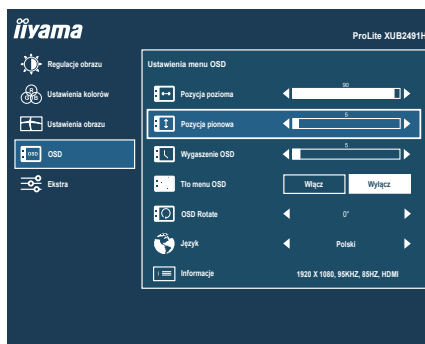 iiyama
ProLite XUB2491H
Regulacje obrazu
Ustawienia kolorów
Ustawienia obrazu
OSD
OSD
Ekstra
Ustawienia menu OSD
Pozycja pozioma
90
Pozycja pionowa
5
Wygaszenie OSD
5
Tło menu OSD
Włącz
Wyłącz
OSD Rotate
0°
Język
Polski
Informacje
1920 X 1080, 95KHZ, 85HZ, HDMI